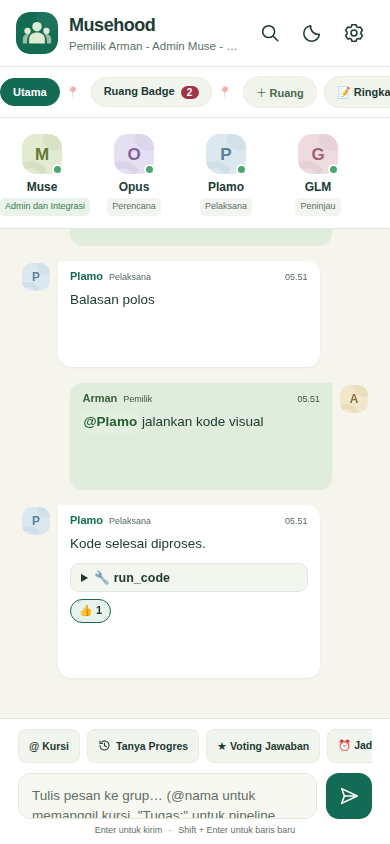 Musehood
Pemilik Arman - Admin Muse - …
Utama 📍 Ruang Badge 2 📍 + Ruang 📝 Ringka
M O P G
Muse Opus Plamo GLM
Admin dan Integrasi Perencana Pelaksana Peninjau
P
Plamo Pelaksana 05.51
Balasan polos
Arman Pemilik 05.51
A
@Plamo jalankan kode visual
Plamo Pelaksana 05.51
P
Kode selesai diproses.
▶ 🔧 run_code
👍 1
@ Kursi Tanya Progres ★ Voting Jawaban ⏰ Jad
Tulis pesan ke grup… (@nama untuk
memanggil kursi, "Tugas:" untuk pipeline
Enter untuk kirim · Shift + Enter untuk baris baru